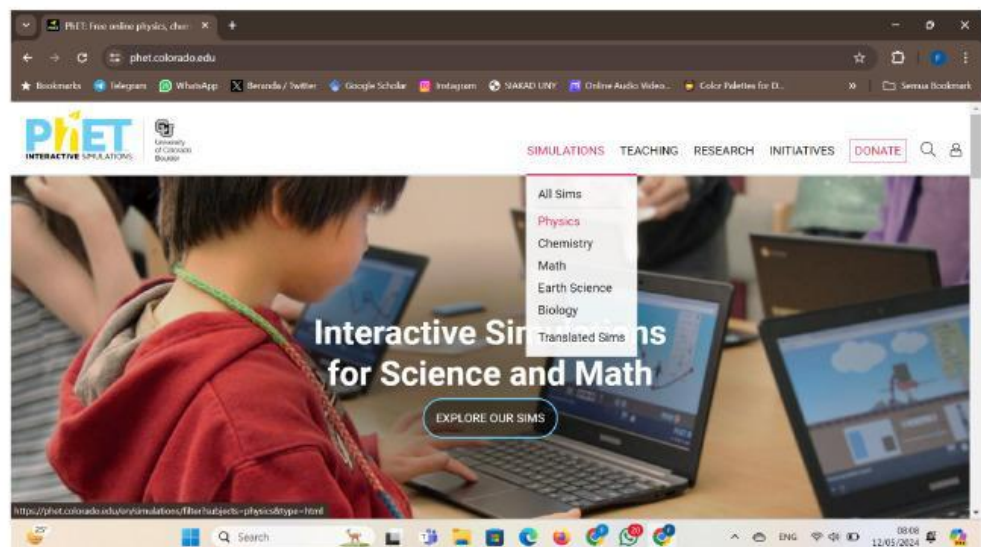 PhET: Free online physics, chem
phet.colorado.edu
Bookmarks Telegram WhatsApp Beranda / Twitter Google Scholar Instagram SIAKAD UNY Online Audio Video... Color Palettes for D... » Semua Bookmark
PhET
INTERACTIVE SIMULATIONS
University
of Colorado
Boulder
SIMULATIONS TEACHING RESEARCH INITIATIVES DONATE
All Sims
Physics
Chemistry
Math
Earth Science
Biology
Translated Sims
Interactive Simulations
for Science and Math
EXPLORE OUR SIMS
https://phet.colorado.edu/en/simulations/filter?subjects=physics&type=html
25°
Search
20
ENG
08:08
12/05/2024